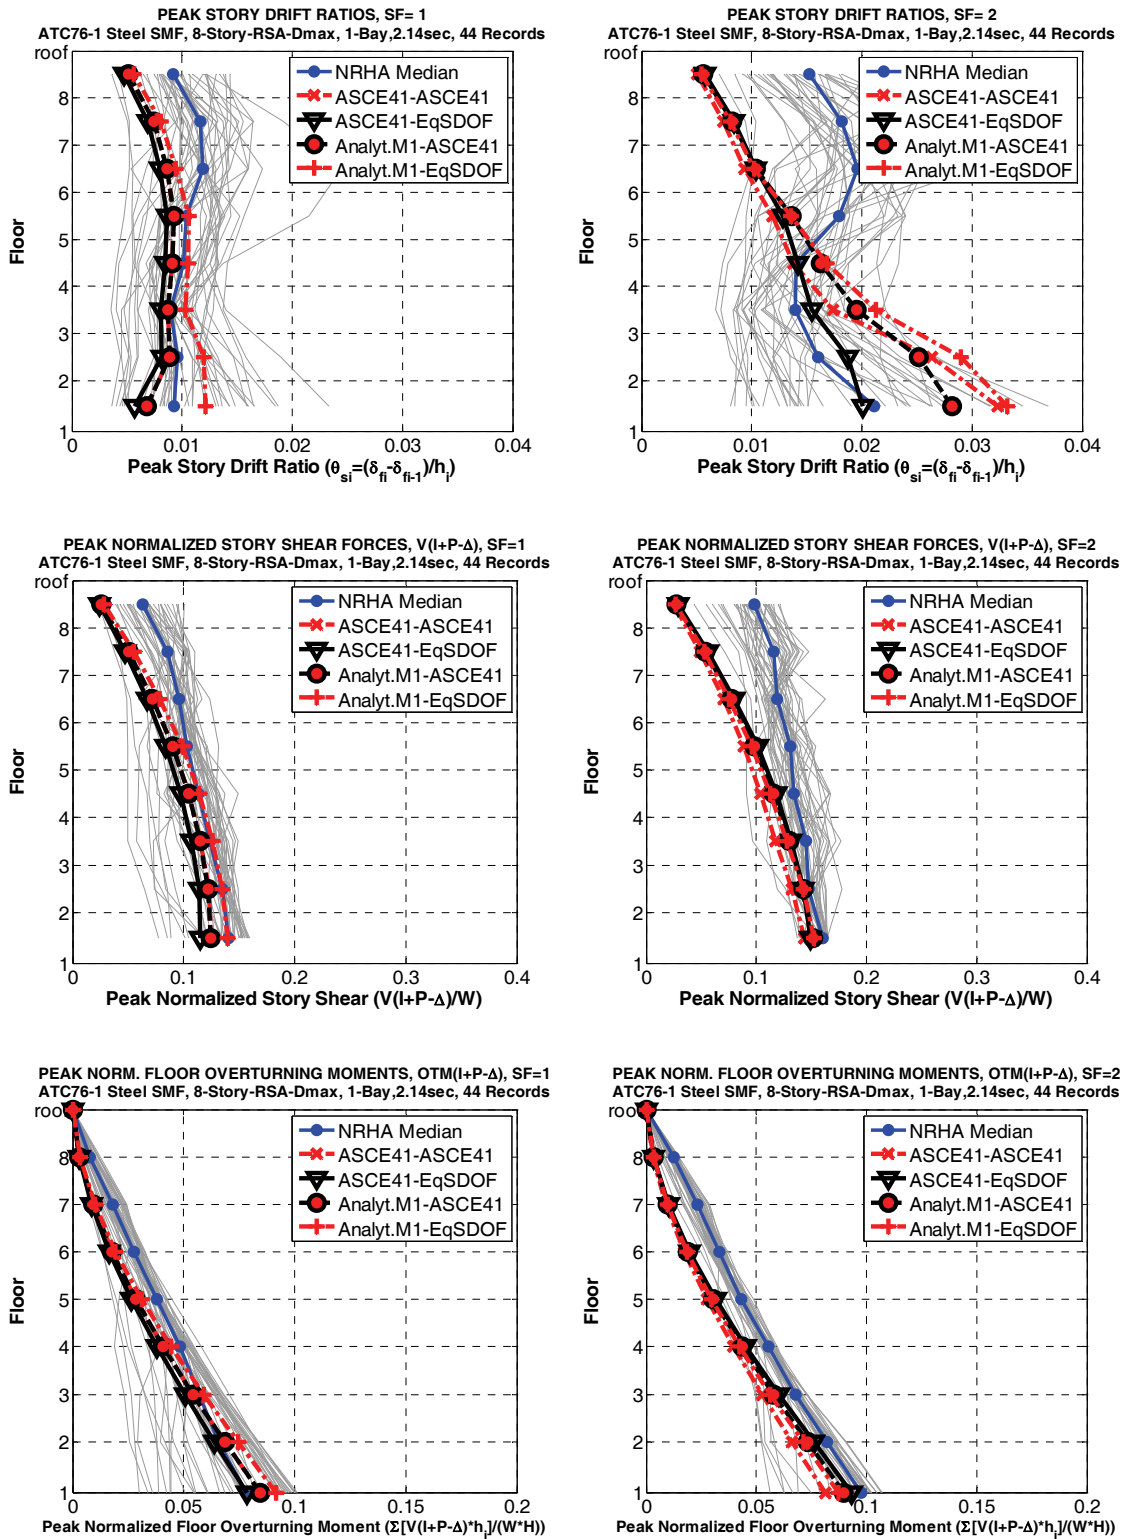 PEAK STORY DRIFT RATIOS, SF= 1
ATC76-1 Steel SMF, 8-Story-RSA-Dmax, 1-Bay,2.14sec, 44 Records
roof
8
7
6
5
4
3
2
1
Floor
NRHA Median
ASCE41-ASCE41
ASCE41-EqSDOF
Analyt.M1-ASCE41
Analyt.M1-EqSDOF
0 0.01 0.02 0.03 0.04
Peak Story Drift Ratio (θsi=(δfi-δfi-1)/hi)
PEAK STORY DRIFT RATIOS, SF= 2
ATC76-1 Steel SMF, 8-Story-RSA-Dmax, 1-Bay,2.14sec, 44 Records
roof
8
7
6
5
4
3
2
1
Floor
NRHA Median
ASCE41-ASCE41
ASCE41-EqSDOF
Analyt.M1-ASCE41
Analyt.M1-EqSDOF
0 0.01 0.02 0.03 0.04
Peak Story Drift Ratio (θsi=(δfi-δfi-1)/hi)
PEAK NORMALIZED STORY SHEAR FORCES, V(I+P-Δ), SF=1
ATC76-1 Steel SMF, 8-Story-RSA-Dmax, 1-Bay,2.14sec, 44 Records
roof
8
7
6
5
4
3
2
1
Floor
NRHA Median
ASCE41-ASCE41
ASCE41-EqSDOF
Analyt.M1-ASCE41
Analyt.M1-EqSDOF
0 0.1 0.2 0.3 0.4
Peak Normalized Story Shear (V(I+P-Δ)/W)
PEAK NORMALIZED STORY SHEAR FORCES, V(I+P-Δ), SF=2
ATC76-1 Steel SMF, 8-Story-RSA-Dmax, 1-Bay,2.14sec, 44 Records
roof
8
7
6
5
4
3
2
1
Floor
NRHA Median
ASCE41-ASCE41
ASCE41-EqSDOF
Analyt.M1-ASCE41
Analyt.M1-EqSDOF
0 0.1 0.2 0.3 0.4
Peak Normalized Story Shear (V(I+P-Δ)/W)
PEAK NORM. FLOOR OVERTURNING MOMENTS, OTM(I+P-Δ), SF=1
ATC76-1 Steel SMF, 8-Story-RSA-Dmax, 1-Bay,2.14sec, 44 Records
roof
8
7
6
5
4
3
2
1
Floor
NRHA Median
ASCE41-ASCE41
ASCE41-EqSDOF
Analyt.M1-ASCE41
Analyt.M1-EqSDOF
0 0.05 0.1 0.15 0.2
Peak Normalized Floor Overturning Moment (Σ[V(I+P-Δ)*hi]/(W*H))
PEAK NORM. FLOOR OVERTURNING MOMENTS, OTM(I+P-Δ), SF=2
ATC76-1 Steel SMF, 8-Story-RSA-Dmax, 1-Bay,2.14sec, 44 Records
roof
8
7
6
5
4
3
2
1
Floor
NRHA Median
ASCE41-ASCE41
ASCE41-EqSDOF
Analyt.M1-ASCE41
Analyt.M1-EqSDOF
0 0.05 0.1 0.15 0.2
Peak Normalized Floor Overturning Moment (Σ[V(I+P-Δ)*hi]/(W*H))